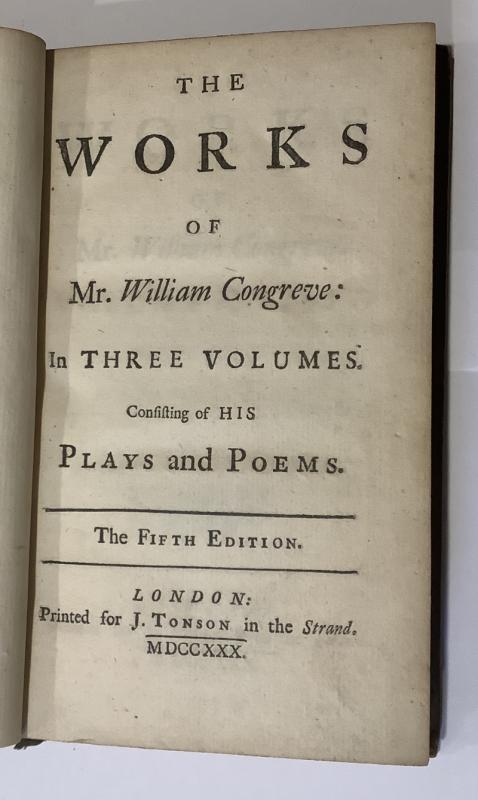 THE
WORKS
OF
Mr. William Congreve:
In THREE VOLUMES.
Conſiſting of HIS
PLAYS and POEMS.
The FIFTH EDITION.
LONDON:
Printed for J. TONSON in the Strand.
MDCCXXX.